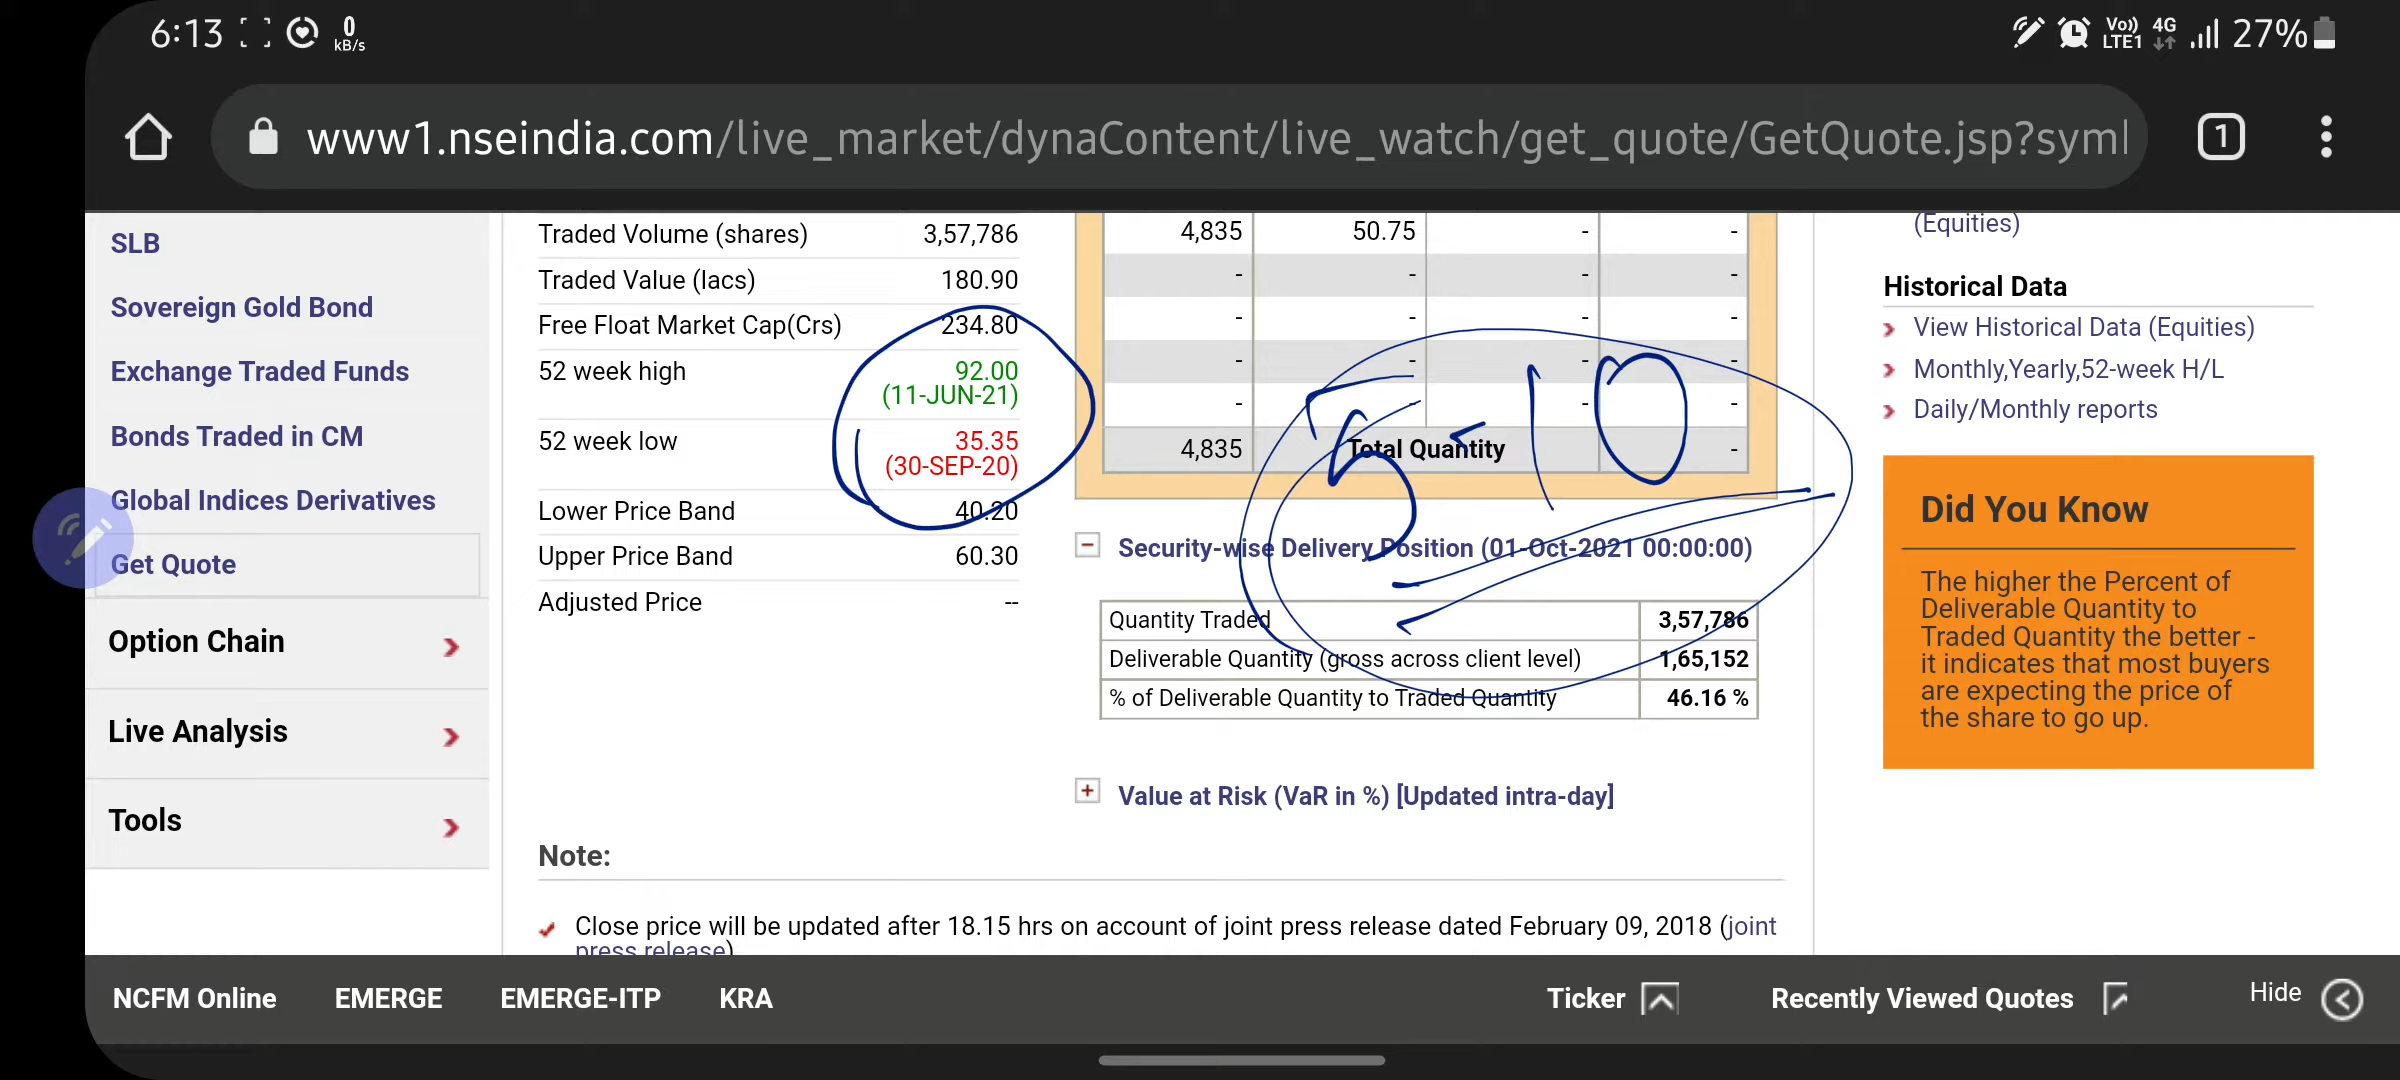 6:13 0 kB/s Vo)) LTE1 4G 27%
www1.nseindia.com/live_market/dynaContent/live_watch/get_quote/GetQuote.jsp?syml 1
SLB
Sovereign Gold Bond
Exchange Traded Funds
Bonds Traded in CM
Global Indices Derivatives
Get Quote
Option Chain
Live Analysis
Tools
Traded Volume (shares) 3,57,786
Traded Value (lacs) 180.90
Free Float Market Cap(Crs) 234.80
52 week high 92.00
(11-JUN-21)
52 week low 35.35
(30-SEP-20)
Lower Price Band 40.20
Upper Price Band 60.30
Adjusted Price --
4,835 50.75 - -
- - - -
- - - -
- - - -
- - - -
4,835 Total Quantity -
5 - 10
Security-wise Delivery Position (01-Oct-2021 00:00:00)
Quantity Traded 3,57,786
Deliverable Quantity (gross across client level) 1,65,152
% of Deliverable Quantity to Traded Quantity 46.16 %
Value at Risk (VaR in %) [Updated intra-day]
Note:
Close price will be updated after 18.15 hrs on account of joint press release dated February 09, 2018 (joint
press release)
(Equities)
Historical Data
View Historical Data (Equities)
Monthly,Yearly,52-week H/L
Daily/Monthly reports
Did You Know
The higher the Percent of
Deliverable Quantity to
Traded Quantity the better -
it indicates that most buyers
are expecting the price of
the share to go up.
NCFM Online EMERGE EMERGE-ITP KRA Ticker Recently Viewed Quotes Hide